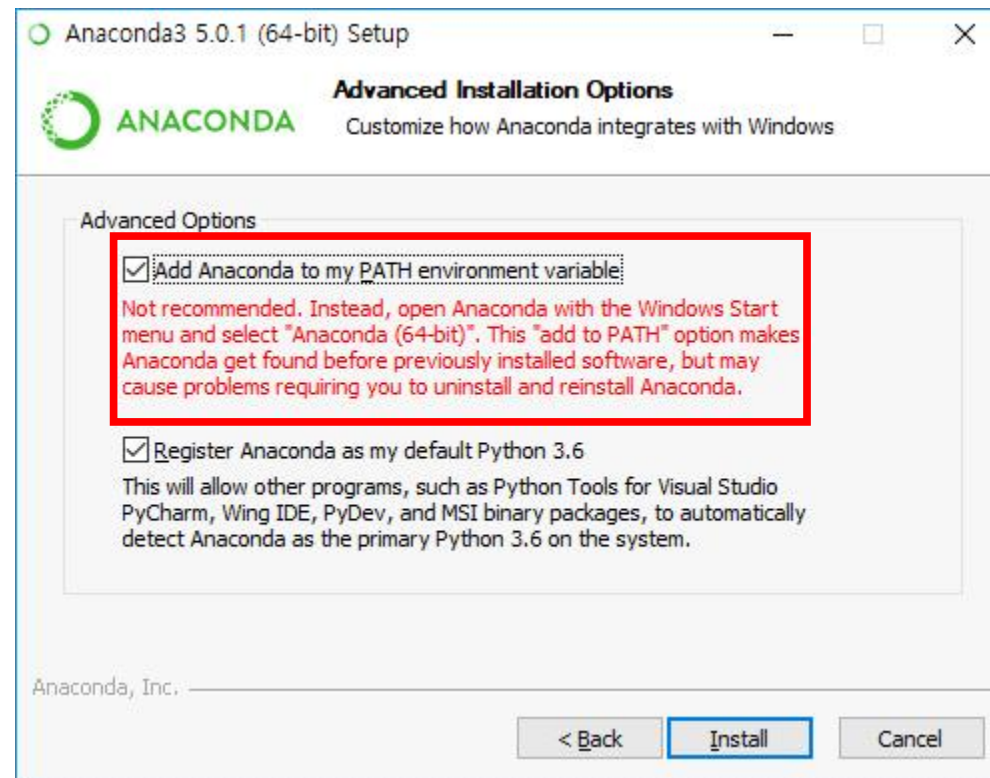 Anaconda3 5.0.1 (64-bit) Setup
ANACONDA
Advanced Installation Options
Customize how Anaconda integrates with Windows
Advanced Options
Add Anaconda to my PATH environment variable
Not recommended. Instead, open Anaconda with the Windows Start
menu and select "Anaconda (64-bit)". This "add to PATH" option makes
Anaconda get found before previously installed software, but may
cause problems requiring you to uninstall and reinstall Anaconda.
Register Anaconda as my default Python 3.6
This will allow other programs, such as Python Tools for Visual Studio
PyCharm, Wing IDE, PyDev, and MSI binary packages, to automatically
detect Anaconda as the primary Python 3.6 on the system.
Anaconda, Inc.
< Back
Install
Cancel